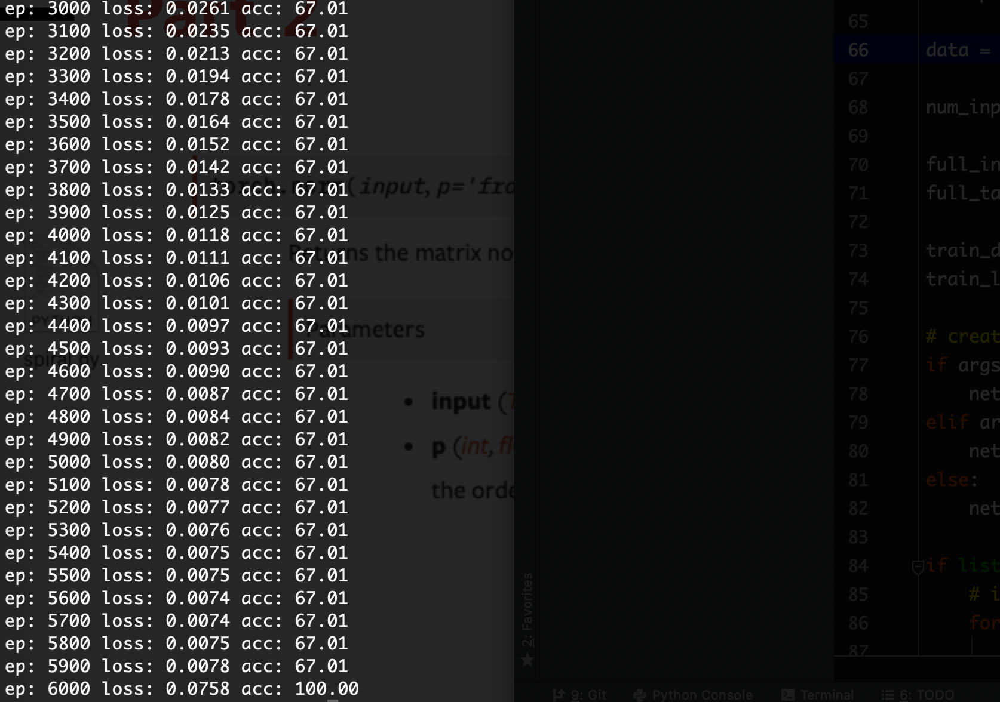 ep: 3000 loss: 0.0261 acc: 67.01
ep: 3100 loss: 0.0235 acc: 67.01
ep: 3200 loss: 0.0213 acc: 67.01
ep: 3300 loss: 0.0194 acc: 67.01
ep: 3400 loss: 0.0178 acc: 67.01
ep: 3500 loss: 0.0164 acc: 67.01
ep: 3600 loss: 0.0152 acc: 67.01
ep: 3700 loss: 0.0142 acc: 67.01
ep: 3800 loss: 0.0133 acc: 67.01
ep: 3900 loss: 0.0125 acc: 67.01
ep: 4000 loss: 0.0118 acc: 67.01
ep: 4100 loss: 0.0111 acc: 67.01
ep: 4200 loss: 0.0106 acc: 67.01
ep: 4300 loss: 0.0101 acc: 67.01
ep: 4400 loss: 0.0097 acc: 67.01
ep: 4500 loss: 0.0093 acc: 67.01
ep: 4600 loss: 0.0090 acc: 67.01
ep: 4700 loss: 0.0087 acc: 67.01
ep: 4800 loss: 0.0084 acc: 67.01
ep: 4900 loss: 0.0082 acc: 67.01
ep: 5000 loss: 0.0080 acc: 67.01
ep: 5100 loss: 0.0078 acc: 67.01
ep: 5200 loss: 0.0077 acc: 67.01
ep: 5300 loss: 0.0076 acc: 67.01
ep: 5400 loss: 0.0075 acc: 67.01
ep: 5500 loss: 0.0075 acc: 67.01
ep: 5600 loss: 0.0074 acc: 67.01
ep: 5700 loss: 0.0074 acc: 67.01
ep: 5800 loss: 0.0075 acc: 67.01
ep: 5900 loss: 0.0078 acc: 67.01
ep: 6000 loss: 0.0758 acc: 100.00
Part 2
torch.norm(input, p='fro
Returns the matrix no
Parameters
PYTHON
spiral.py
input (
p (int, flo
the orde
2: Favorites
65
66 data =
67
68 num_inp
69
70 full_in
71 full_ta
72
73 train_d
74 train_l
75
76 # creat
77 if args
78 net
79 elif ar
80 net
81 else:
82 net
83
84 if list
85 # i
86 for
87
9: Git
Python Console
Terminal
6: TODO